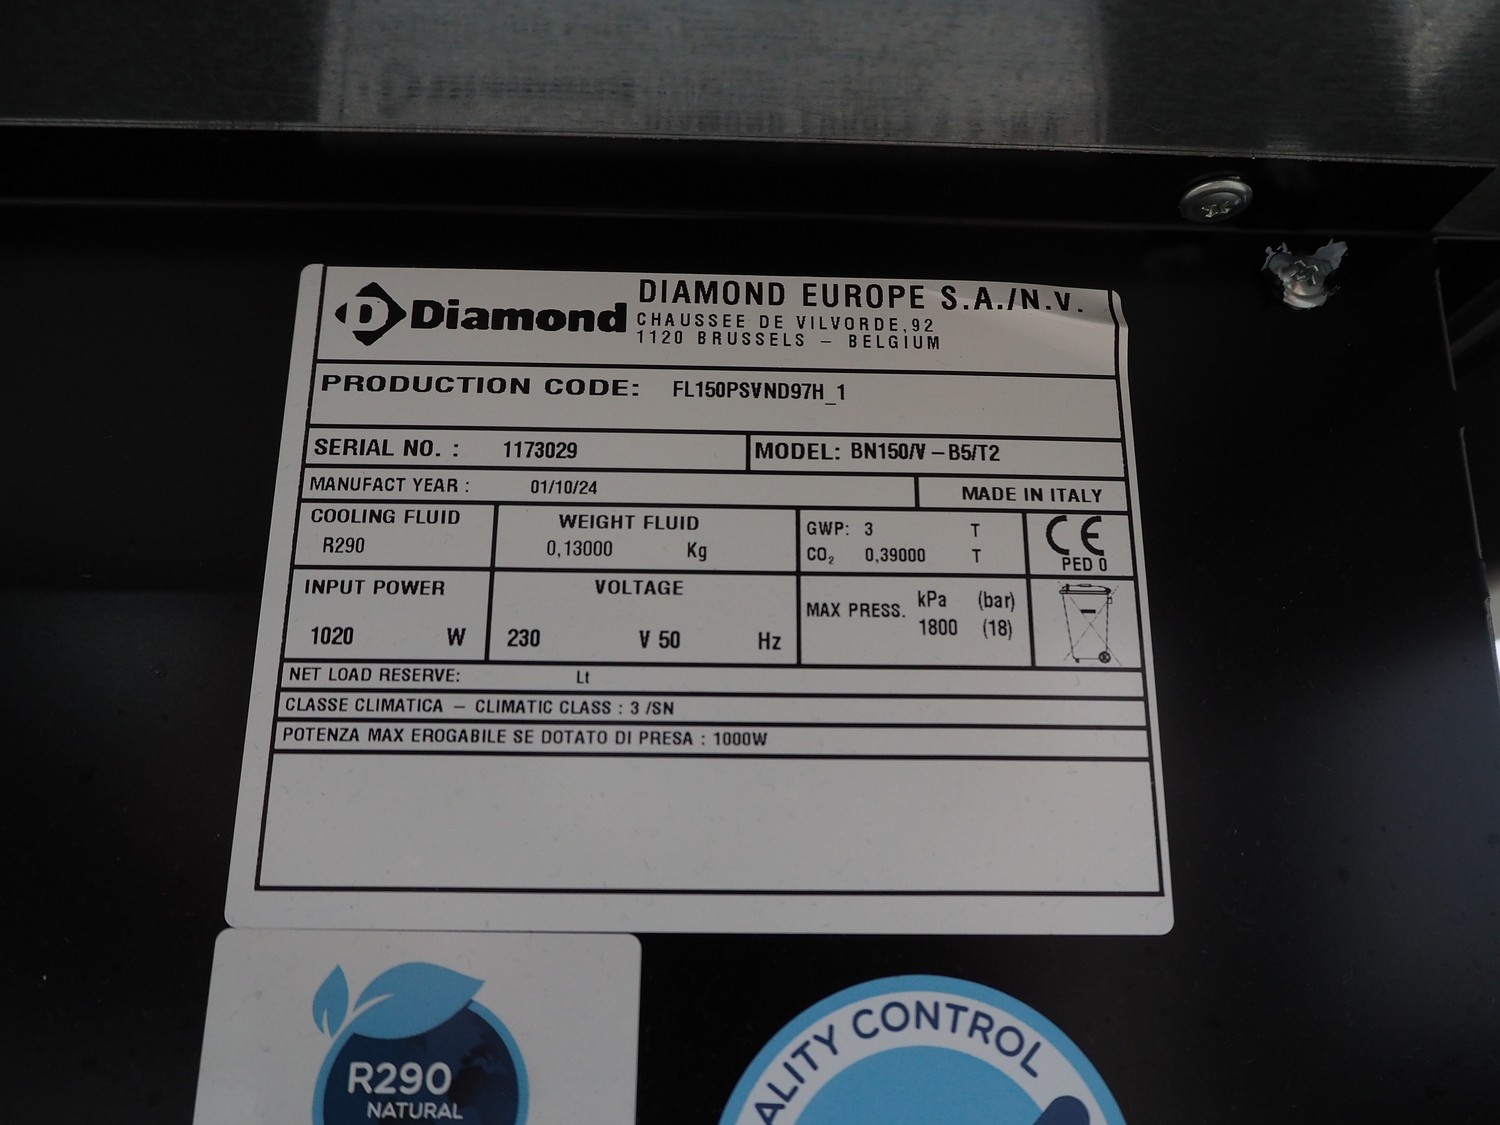 D Diamond
DIAMOND EUROPE S.A./N.V.
CHAUSSEE DE VILVORDE,92
1120 BRUSSELS – BELGIUM
PRODUCTION CODE: FL150PSVND97H_1
SERIAL NO. : 1173029
MODEL: BN150/V – B5/T2
MANUFACT YEAR : 01/10/24
MADE IN ITALY
COOLING FLUID
R290
WEIGHT FLUID
0,13000 Kg
GWP: 3 T
CO₂ 0,39000 T
CE
PED 0
INPUT POWER
1020 W
VOLTAGE
230 V 50 Hz
MAX PRESS. kPa (bar)
1800 (18)
NET LOAD RESERVE: Lt
CLASSE CLIMATICA – CLIMATIC CLASS : 3 /SN
POTENZA MAX EROGABILE SE DOTATO DI PRESA : 1000W
R290
NATURAL
ALITY CONTROL